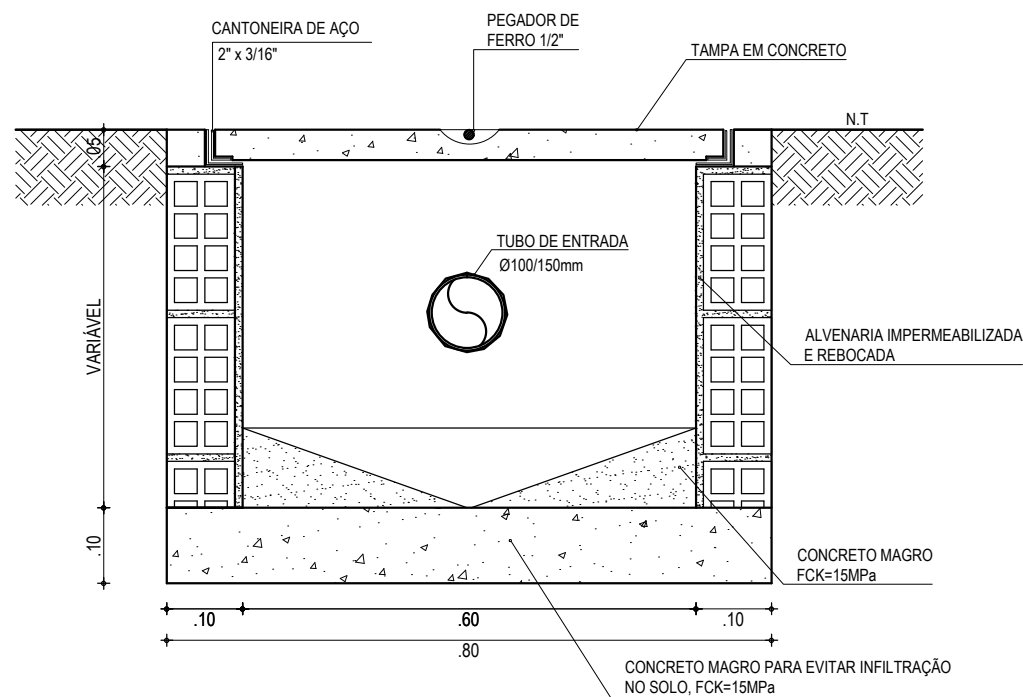 CANTONEIRA DE AÇO
2" x 3/16"
PEGADOR DE
FERRO 1/2"
TAMPA EM CONCRETO
N.T
05
TUBO DE ENTRADA
Ø100/150mm
VARIÁVEL
ALVENARIA IMPERMEABILIZADA
E REBOCADA
.10
CONCRETO MAGRO
FCK=15MPa
.10
.60
.10
.80
CONCRETO MAGRO PARA EVITAR INFILTRAÇÃO
NO SOLO, FCK=15MPa